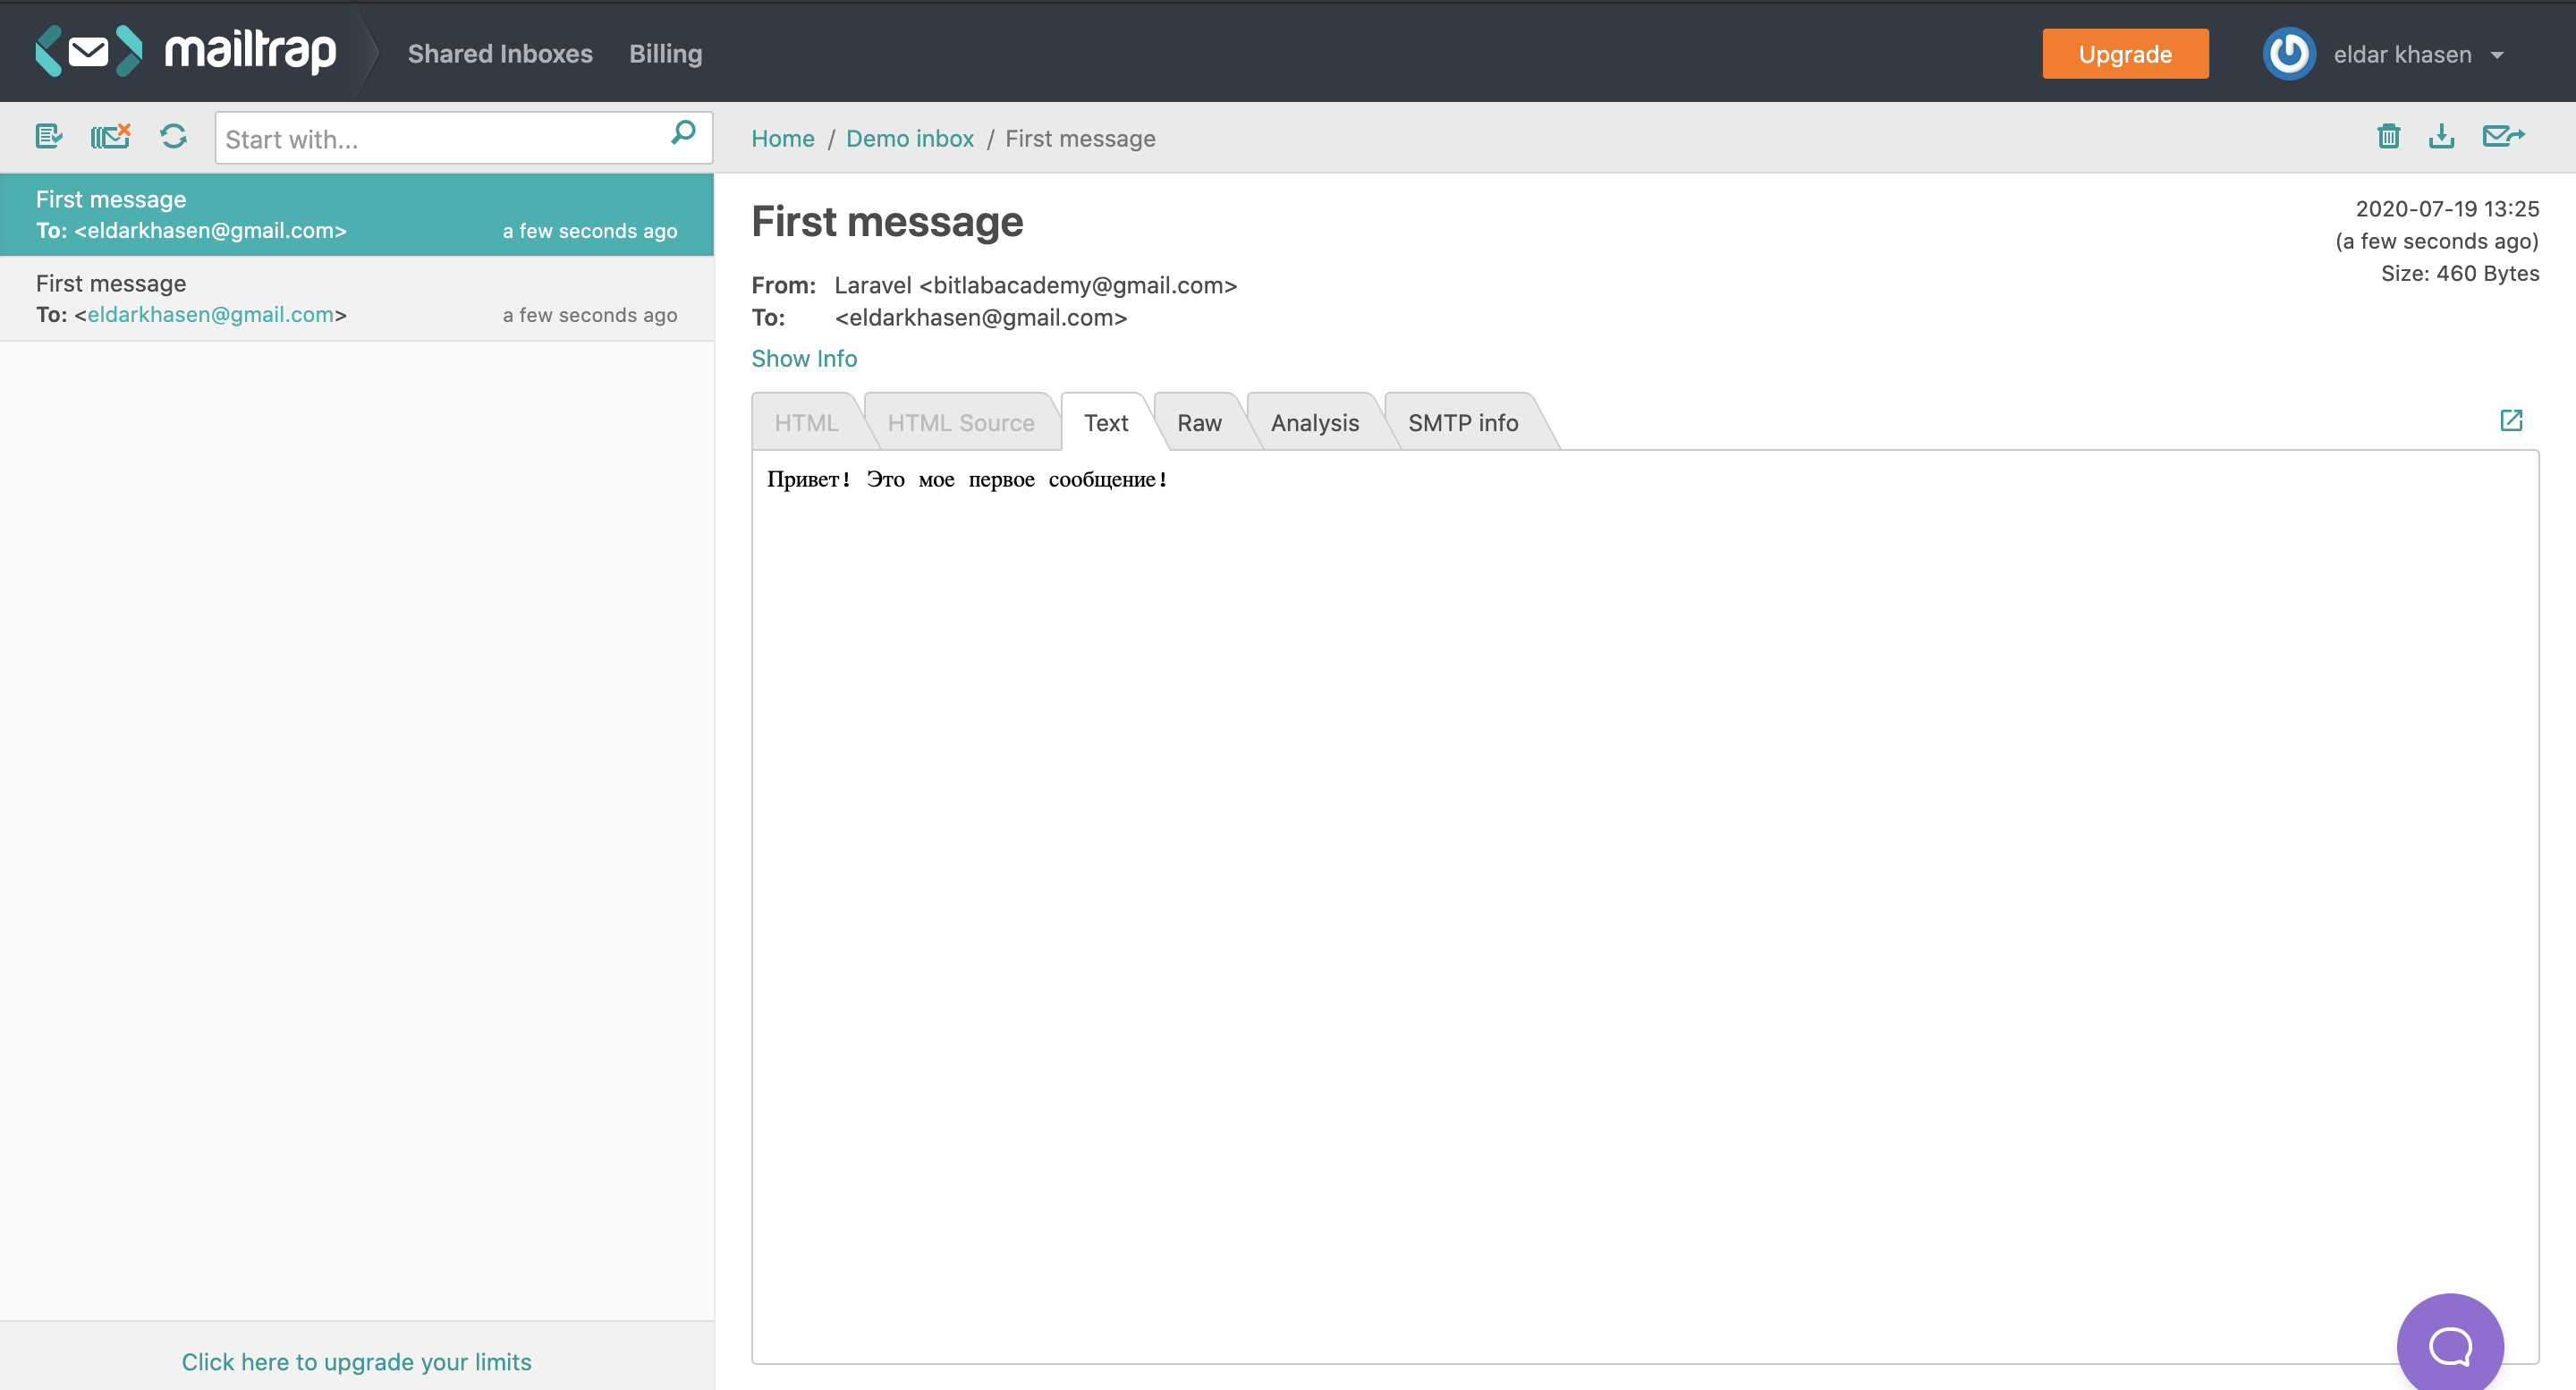 mailtrap
Shared Inboxes
Billing
Upgrade
eldar khasen
Start with...
Home / Demo inbox / First message
First message
To: <eldarkhasen@gmail.com>
a few seconds ago
First message
To: <eldarkhasen@gmail.com>
a few seconds ago
Click here to upgrade your limits
First message
2020-07-19 13:25
(a few seconds ago)
Size: 460 Bytes
From: Laravel <bitlabacademy@gmail.com>
To: <eldarkhasen@gmail.com>
Show Info
HTML
HTML Source
Text
Raw
Analysis
SMTP info
Привет! Это мое первое сообщение!